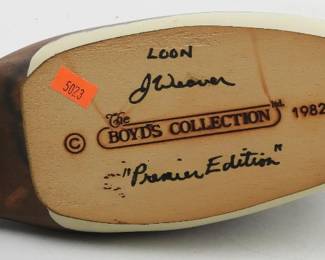 LOON
5023
J Weaver
The
BOYDS COLLECTION Ltd.
© 1982
"Premier Edition"